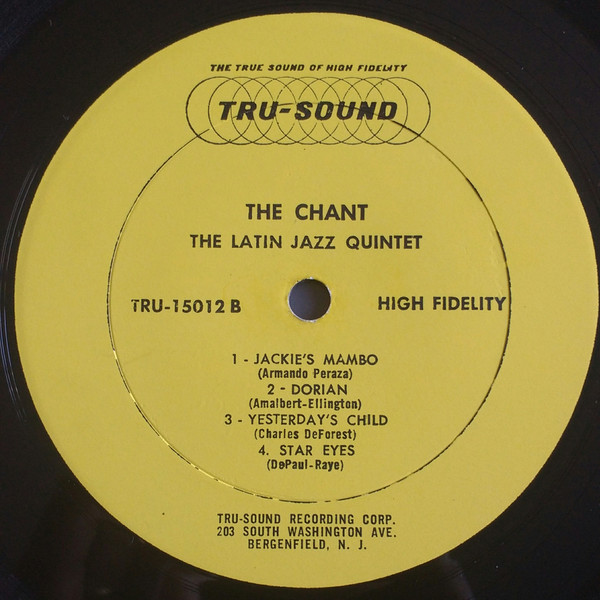 THE TRUE SOUND OF HIGH FIDELITY
TRU-SOUND
THE CHANT
THE LATIN JAZZ QUINTET
TRU-15012 B HIGH FIDELITY
1 - JACKIE'S MAMBO
(Armando Peraza)
2 - DORIAN
(Amalbert-Ellington)
3 - YESTERDAY'S CHILD
(Charles DeForest)
4. STAR EYES
(DePaul-Raye)
TRU-SOUND RECORDING CORP.
203 SOUTH WASHINGTON AVE.
BERGENFIELD, N. J.